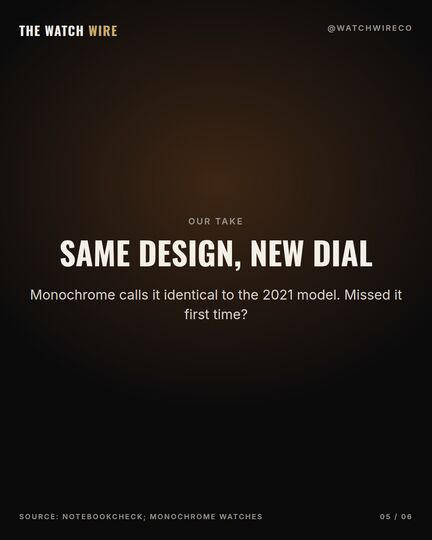 THE WATCH WIRE
@WATCHWIRECO
OUR TAKE
SAME DESIGN, NEW DIAL
Monochrome calls it identical to the 2021 model. Missed it
first time?
SOURCE: NOTEBOOKCHECK; MONOCHROME WATCHES
05 / 06